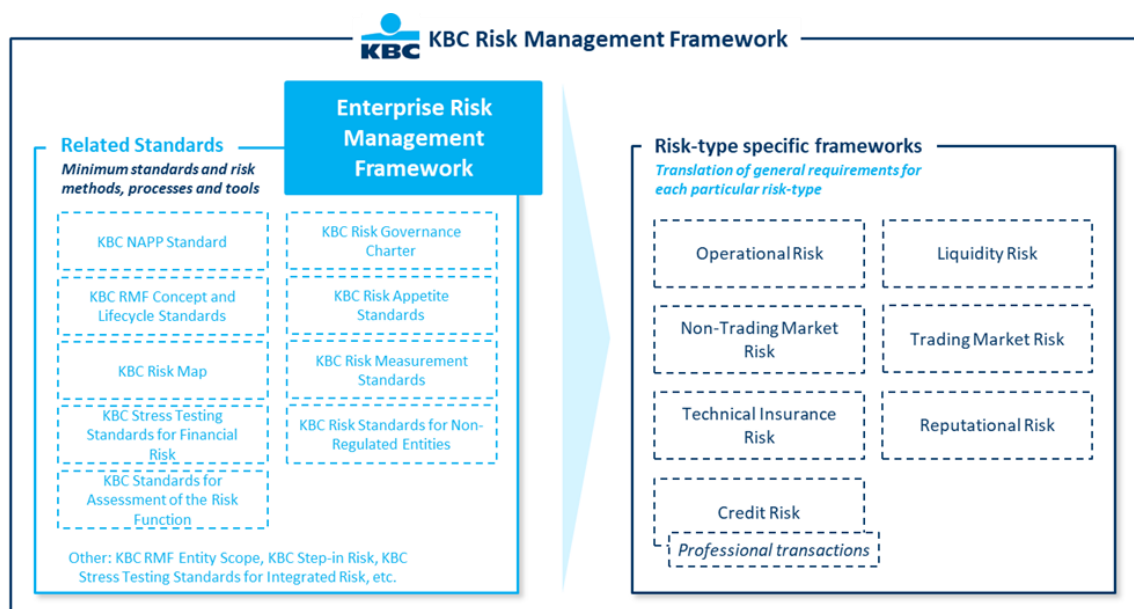 KBC
KBC Risk Management Framework
Enterprise Risk
Management
Framework
Related Standards
Minimum standards and risk
methods, processes and tools
KBC NAPP Standard
KBC Risk Governance
Charter
KBC RMF Concept and
Lifecycle Standards
KBC Risk Appetite
Standards
KBC Risk Map
KBC Risk Measurement
Standards
KBC Stress Testing
Standards for Financial
Risk
KBC Risk Standards for Non-
Regulated Entities
KBC Standards for
Assessment of the Risk
Function
Other: KBC RMF Entity Scope, KBC Step-in Risk, KBC
Stress Testing Standards for Integrated Risk, etc.
Risk-type specific frameworks
Translation of general requirements for
each particular risk-type
Operational Risk
Liquidity Risk
Non-Trading Market
Risk
Trading Market Risk
Technical Insurance
Risk
Reputational Risk
Credit Risk
Professional transactions